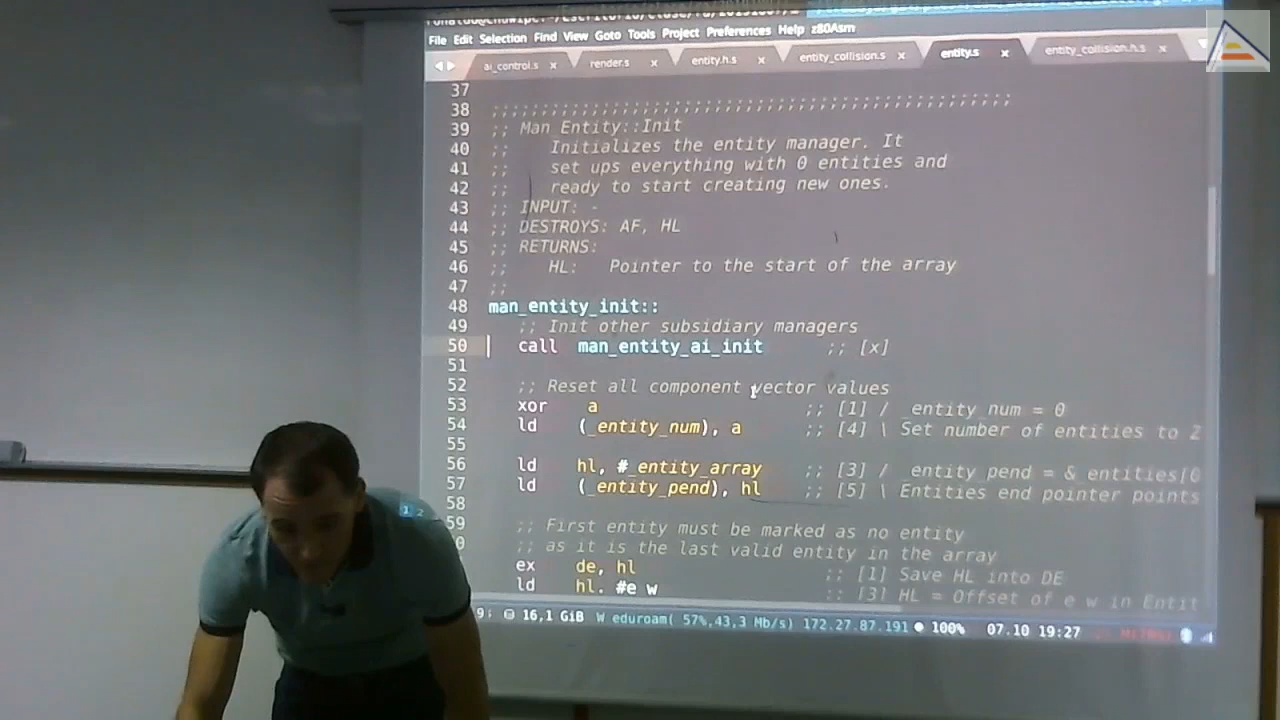 File Edit Selection Find View Goto Tools Project Preferences Help z80Asm
ai_control.s x render.s x entity.h.s x entity_collision.s x entity.s x entity_collision.h.s x
37
38 ;;;;;;;;;;;;;;;;;;;;;;;;;;;;;;;;;;;;;;;;;;;;;;;;;;;;
39 ;; Man Entity::Init
40 ;; Initializes the entity manager. It
41 ;; set ups everything with 0 entities and
42 ;; ready to start creating new ones.
43 ;; INPUT: -
44 ;; DESTROYS: AF, HL
45 ;; RETURNS:
46 ;; HL: Pointer to the start of the array
47 ;;
48 man_entity_init::
49 ;; Init other subsidiary managers
50 call man_entity_ai_init ;; [x]
51
52 ;; Reset all component vector values
53 xor a ;; [1] / _entity_num = 0
54 ld (_entity_num), a ;; [4] \ Set number of entities to Z
55
56 ld hl, #_entity_array ;; [3] / _entity_pend = &_entities[0
57 ld (_entity_pend), hl ;; [5] \ Entities end pointer points
58
59 ;; First entity must be marked as no entity
0 ;; as it is the last valid entity in the array
ex de, hl ;; [1] Save HL into DE
ld hl, #e_w ;; [3] HL = Offset of e_w in Entit
1 2
9; 16,1 GiB W eduroam( 57%,43,3 Mb/s) 172.27.87.191 100% 07.10 19:27